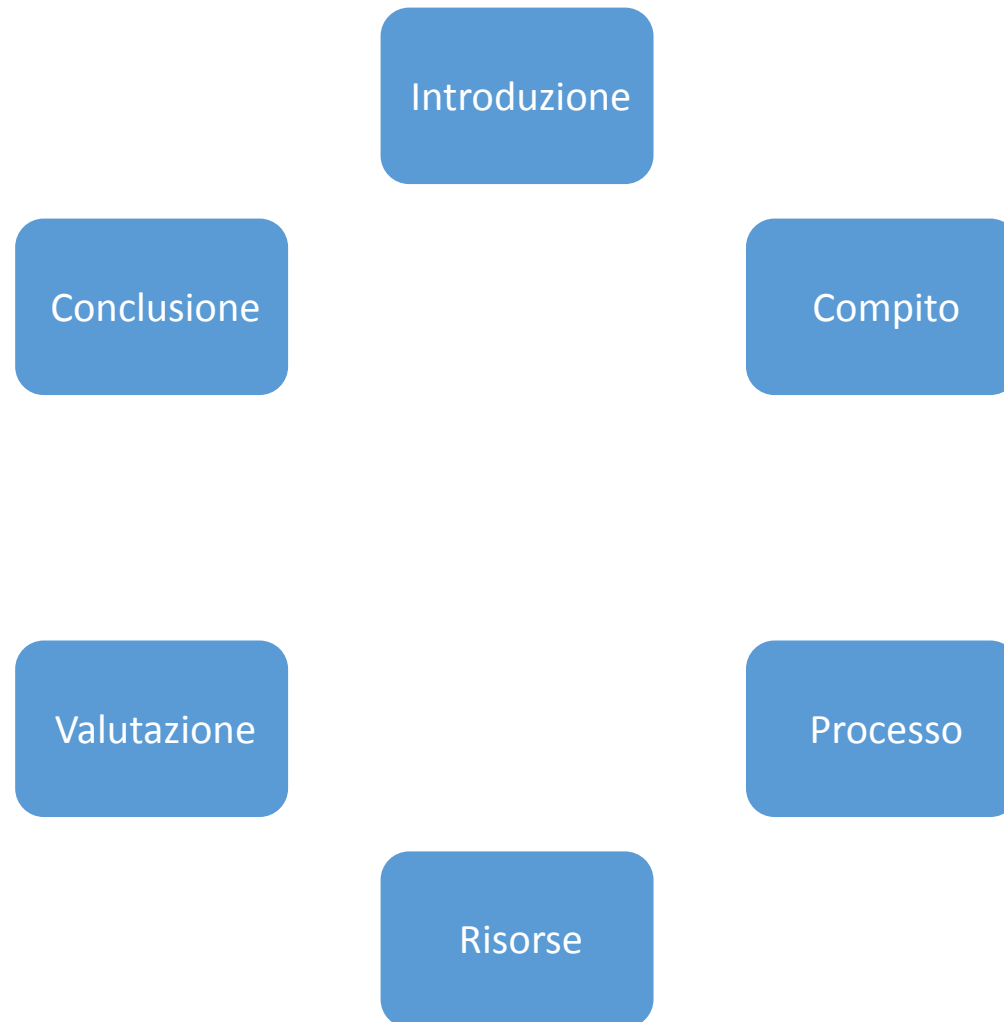 Introduzione
Conclusione
Compito
Valutazione
Processo
Risorse